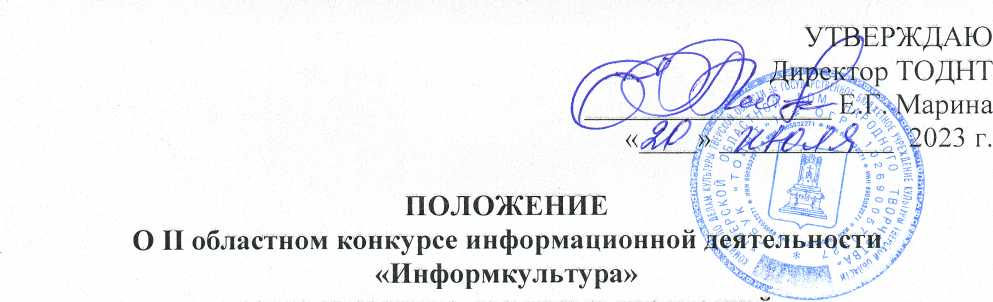 УТВЕРЖДАЮ
Директор ТОДНТ
Е.Г. Марина
«20» июля 2023 г.
ПОЛОЖЕНИЕ
О II областном конкурсе информационной деятельности
«Информкультура»